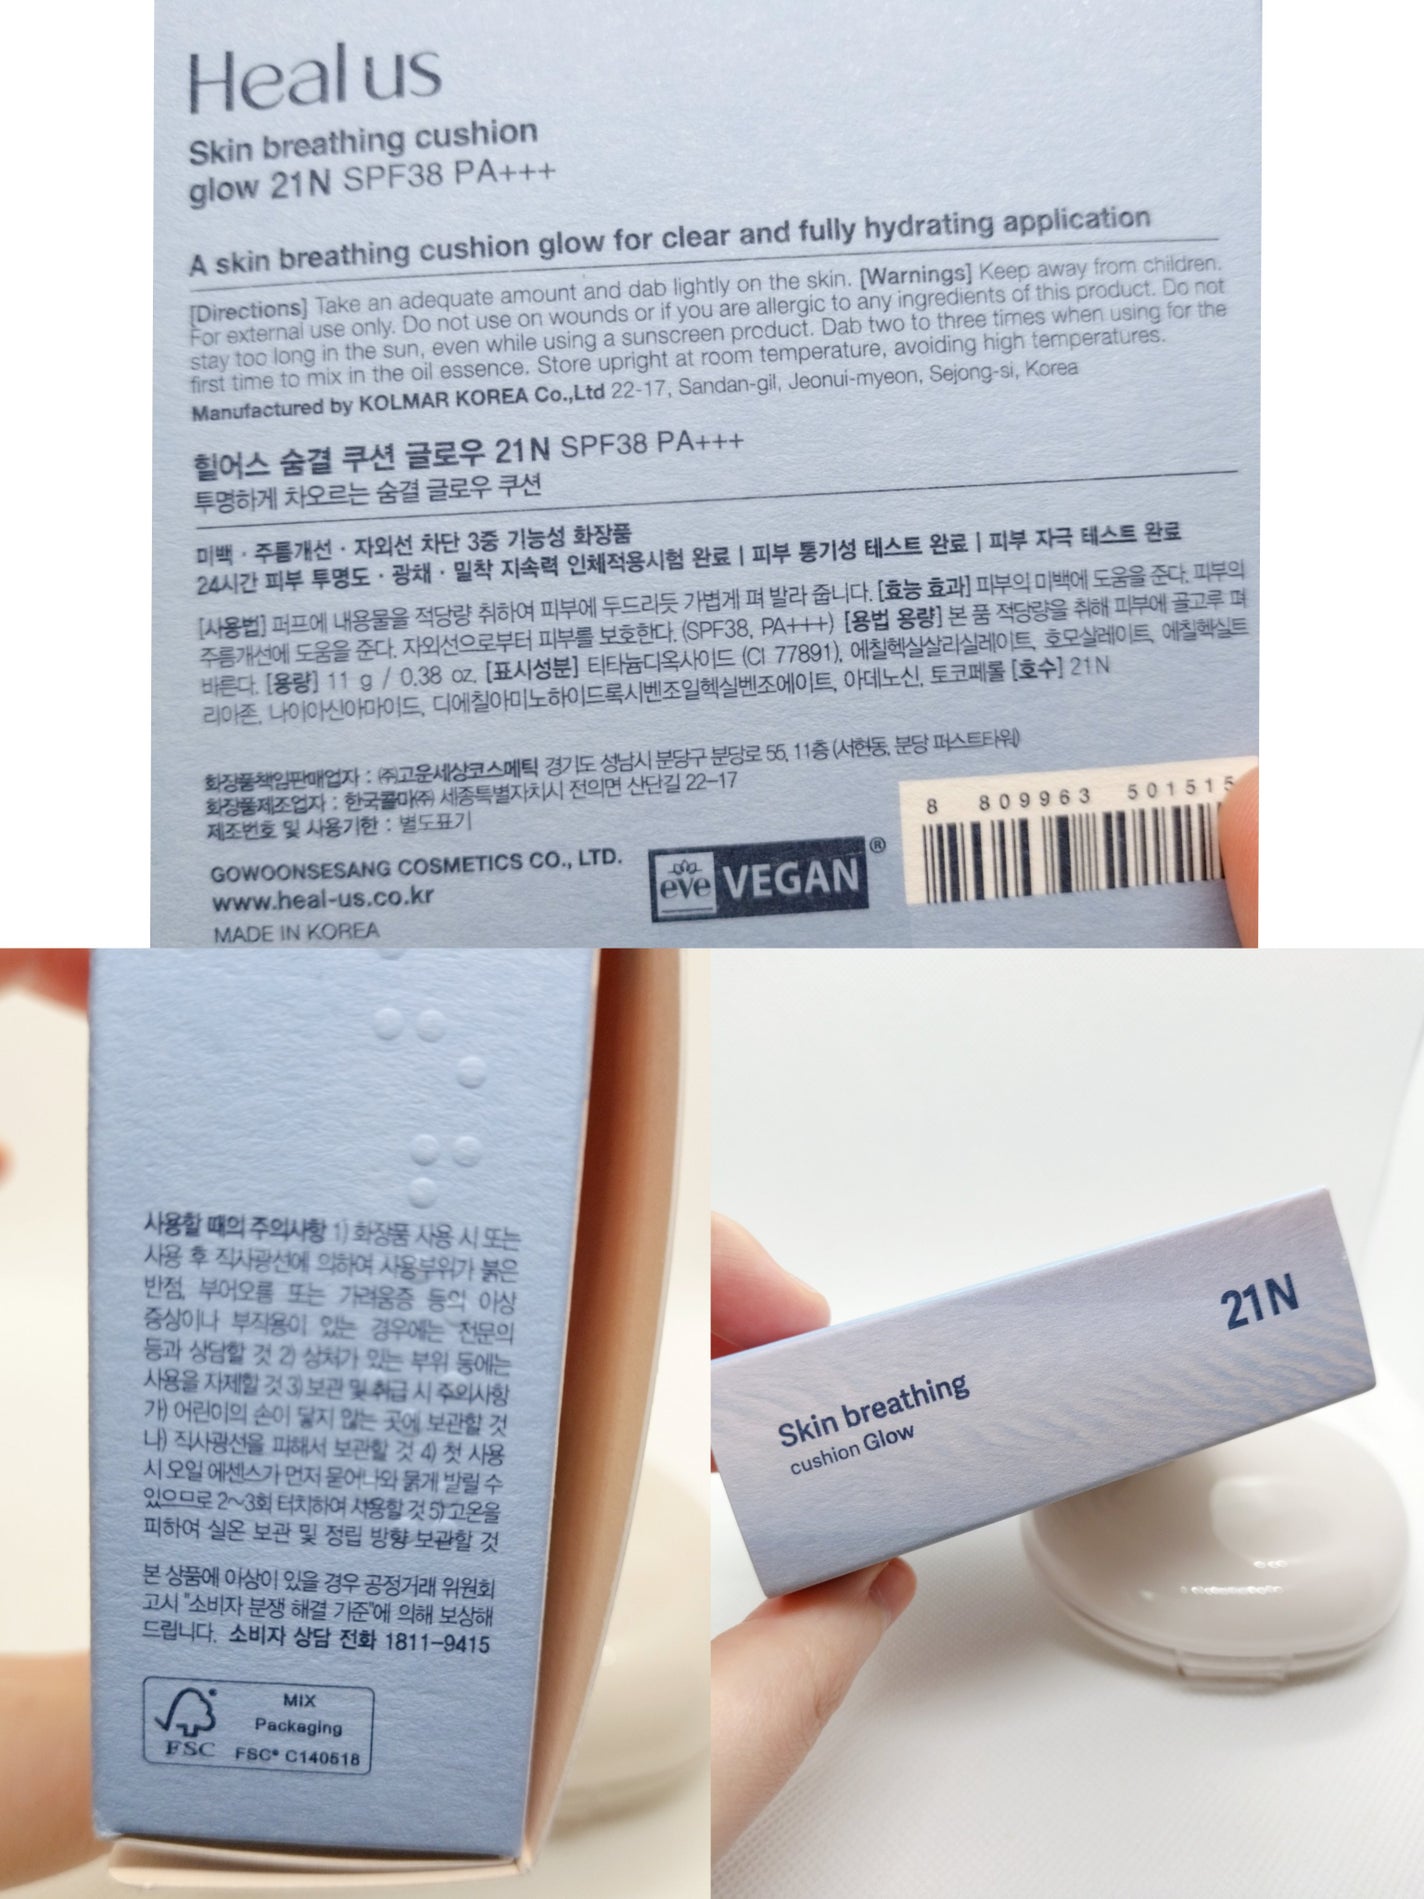 Heal us
Skin breathing cushion
glow 21N SPF38 PA+++
A skin breathing cushion glow for clear and fully hydrating application
[Directions] Take an adequate amount and dab lightly on the skin. [Warnings] Keep away from children.
For external use only. Do not use on wounds or if you are allergic to any ingredients of this product. Do not
stay too long in the sun, even while using a sunscreen product. Dab two to three times when using for the
first time to mix in the oil essence. Store upright at room temperature, avoiding high temperatures.
Manufactured by KOLMAR KOREA Co.,Ltd 22-17, Sandan-gil, Jeonui-myeon, Sejong-si, Korea
힐어스 숨결 쿠션 글로우 21N SPF38 PA+++
투명하게 차오르는 숨결 글로우 쿠션
미백 · 주름개선 · 자외선 차단 3중 기능성 화장품
24시간 피부 투명도 · 광채 · 밀착 지속력 인체적용시험 완료 | 피부 통기성 테스트 완료 | 피부 자극 테스트 완료
[사용법] 퍼프에 내용물을 적당량 취하여 피부에 두드리듯 가볍게 펴 발라 줍니다. [효능 효과] 피부의 미백에 도움을 준다. 피부의
주름개선에 도움을 준다. 자외선으로부터 피부를 보호한다. (SPF38, PA+++) [용법 용량] 본 품 적당량을 취해 피부에 골고루 펴
바른다. [용량] 11 g / 0.38 oz. [표시성분] 티타늄디옥사이드 (CI 77891), 에칠헥실살리실레이트, 호모살레이트, 에칠헥실트
리아존, 나이아신아마이드, 디에칠아미노하이드록시벤조일헥실벤조에이트, 아데노신, 토코페롤 [호수] 21N
화장품책임판매업자 : ㈜고운세상코스메틱 경기도 성남시 분당구 분당로 55, 11층 (서현동, 분당 퍼스트타워)
화장품제조업자 : 한국콜마㈜ 세종특별자치시 전의면 산단길 22-17
제조번호 및 사용기한 : 별도표기
GOWOONSESANG COSMETICS CO., LTD.
www.heal-us.co.kr
MADE IN KOREA
eve VEGAN ®
8 809963 501515
사용할 때의 주의사항 1) 화장품 사용 시 또는
사용 후 직사광선에 의하여 사용부위가 붉은
반점, 부어오름 또는 가려움증 등의 이상
증상이나 부작용이 있는 경우에는 전문의
등과 상담할 것 2) 상처가 있는 부위 등에는
사용을 자제할 것 3) 보관 및 취급 시 주의사항
가) 어린이의 손이 닿지 않는 곳에 보관할 것
나) 직사광선을 피해서 보관할 것 4) 첫 사용
시 오일 에센스가 먼저 묻어나와 묽게 발릴 수
있으므로 2~3회 터치하여 사용할 것 5) 고온을
피하여 실온 보관 및 정립 방향 보관할 것
본 상품에 이상이 있을 경우 공정거래 위원회
고시 "소비자 분쟁 해결 기준"에 의해 보상해
드립니다. 소비자 상담 전화 1811-9415
MIX
Packaging
FSC FSC® C140518
21N
Skin breathing
cushion Glow